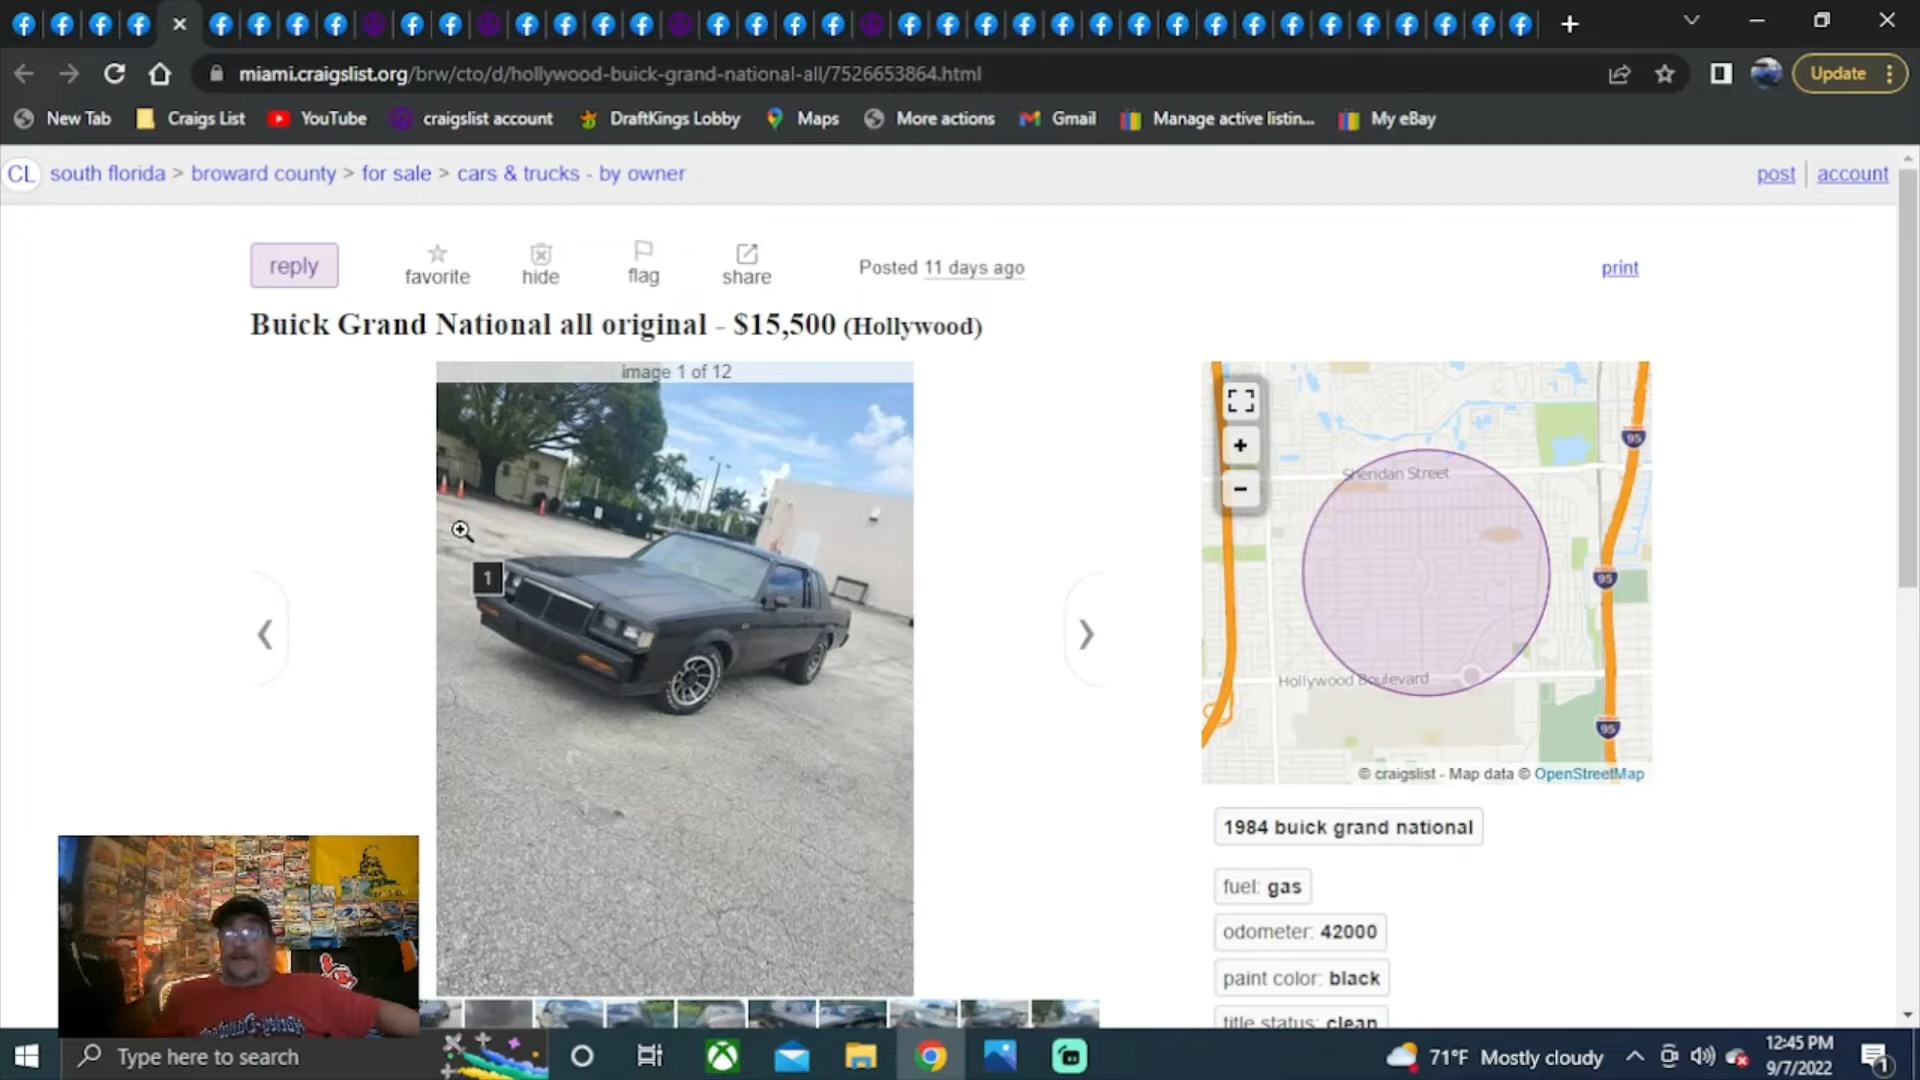 miami.craigslist.org/brw/cto/d/hollywood-buick-grand-national-all/7526653864.html
Update
New Tab
Craigs List
YouTube
craigslist account
DraftKings Lobby
Maps
More actions
Gmail
Manage active listin...
My eBay
CL south florida > broward county > for sale > cars & trucks - by owner
post | account
reply
favorite
hide
flag
share
Posted 11 days ago
print
Buick Grand National all original - $15,500 (Hollywood)
image 1 of 12
1
+
−
Sheridan Street
Hollywood Boulevard
95
95
95
© craigslist - Map data © OpenStreetMap
1984 buick grand national
fuel: gas
odometer: 42000
paint color: black
title status: clean
Type here to search
71°F Mostly cloudy
12:45 PM
9/7/2022
1